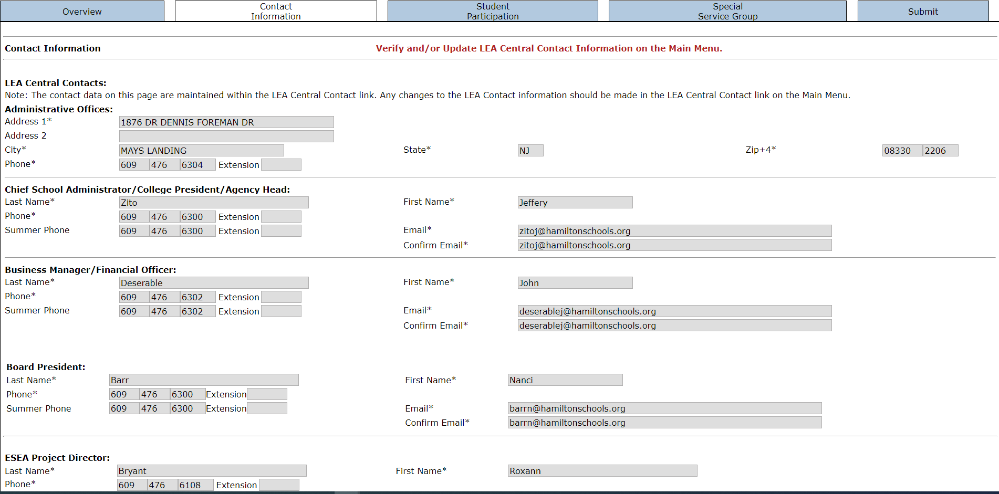 Overview
Contact
Information
Student
Participation
Special
Service Group
Submit
Contact Information Verify and/or Update LEA Central Contact Information on the Main Menu.
LEA Central Contacts:
Note: The contact data on this page are maintained within the LEA Central Contact link. Any changes to the LEA Contact information should be made in the LEA Central Contact link on the Main Menu.
Administrative Offices:
Address 1* 1876 DR DENNIS FOREMAN DR
Address 2
City* MAYS LANDING State* NJ Zip+4* 08330 2206
Phone* 609 476 6304 Extension
Chief School Administrator/College President/Agency Head:
Last Name* Zito First Name* Jeffery
Phone* 609 476 6300 Extension
Summer Phone 609 476 6300 Extension Email* zitoj@hamiltonschools.org
Confirm Email* zitoj@hamiltonschools.org
Business Manager/Financial Officer:
Last Name* Deserable First Name* John
Phone* 609 476 6302 Extension
Summer Phone 609 476 6302 Extension Email* deserablej@hamiltonschools.org
Confirm Email* deserablej@hamiltonschools.org
Board President:
Last Name* Barr First Name* Nanci
Phone* 609 476 6300 Extension
Summer Phone 609 476 6300 Extension Email* barrn@hamiltonschools.org
Confirm Email* barrn@hamiltonschools.org
ESEA Project Director:
Last Name* Bryant First Name* Roxann
Phone* 609 476 6108 Extension